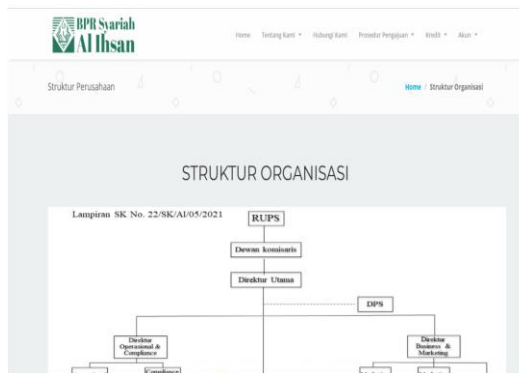 BPR Syariah
Al Ihsan
Home Tentang Kami Hubungi Kami Prosedur Pengajuan Kredit Akun
Struktur Perusahaan
Home / Struktur Organisasi
STRUKTUR ORGANISASI
Lampiran SK No. 22/SK/AI/05/2021
RUPS
Dewan komisaris
Direktur Utama
DPS
Direktur
Operasional &
Complience
Direktur
Business &
Marketing